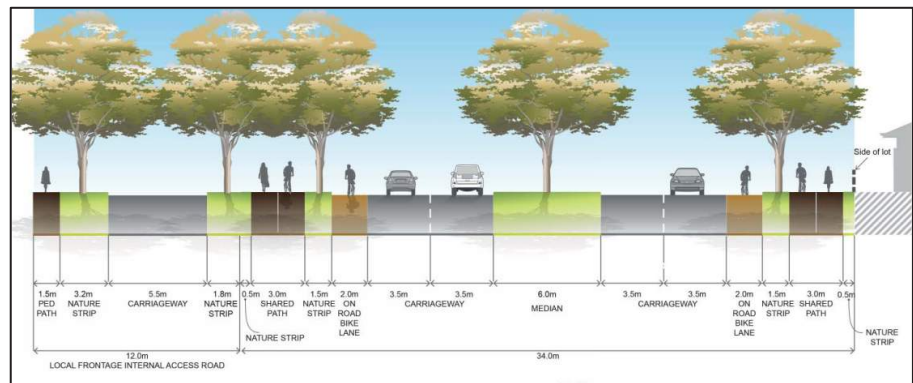 Side of lot
1.5m
PED
PATH
3.2m
NATURE
STRIP
5.5m
CARRIAGEWAY
1.8m
NATURE
STRIP
0.5m
NATURE STRIP
3.0m
SHARED
PATH
1.5m
NATURE
STRIP
2.0m
ON
ROAD
BIKE
LANE
3.5m
3.5m
CARRIAGEWAY
6.0m
MEDIAN
3.5m
3.5m
CARRIAGEWAY
2.0m
ON
ROAD
BIKE
LANE
1.5m
NATURE
STRIP
3.0m
SHARED
PATH
0.5m
NATURE
STRIP
12.0m
LOCAL FRONTAGE INTERNAL ACCESS ROAD
34.0m